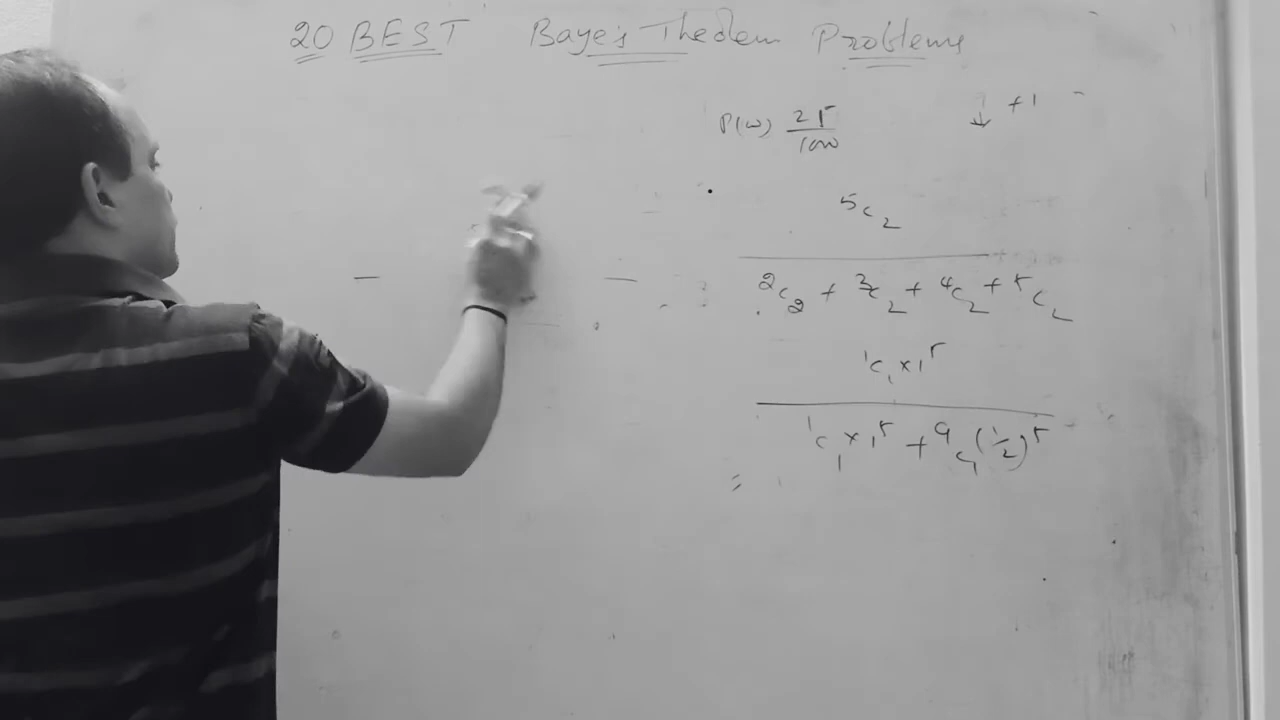 20 BEST Baye's Theorem Problems
P(W) 25/100 ↓ +1
⁵C₂
²C₂ + ³C₂ + ⁴C₂ + ⁵C₂
¹C₁ × 1⁵
¹C₁ × 1⁵ + ⁹C₁(1/2)⁵
=